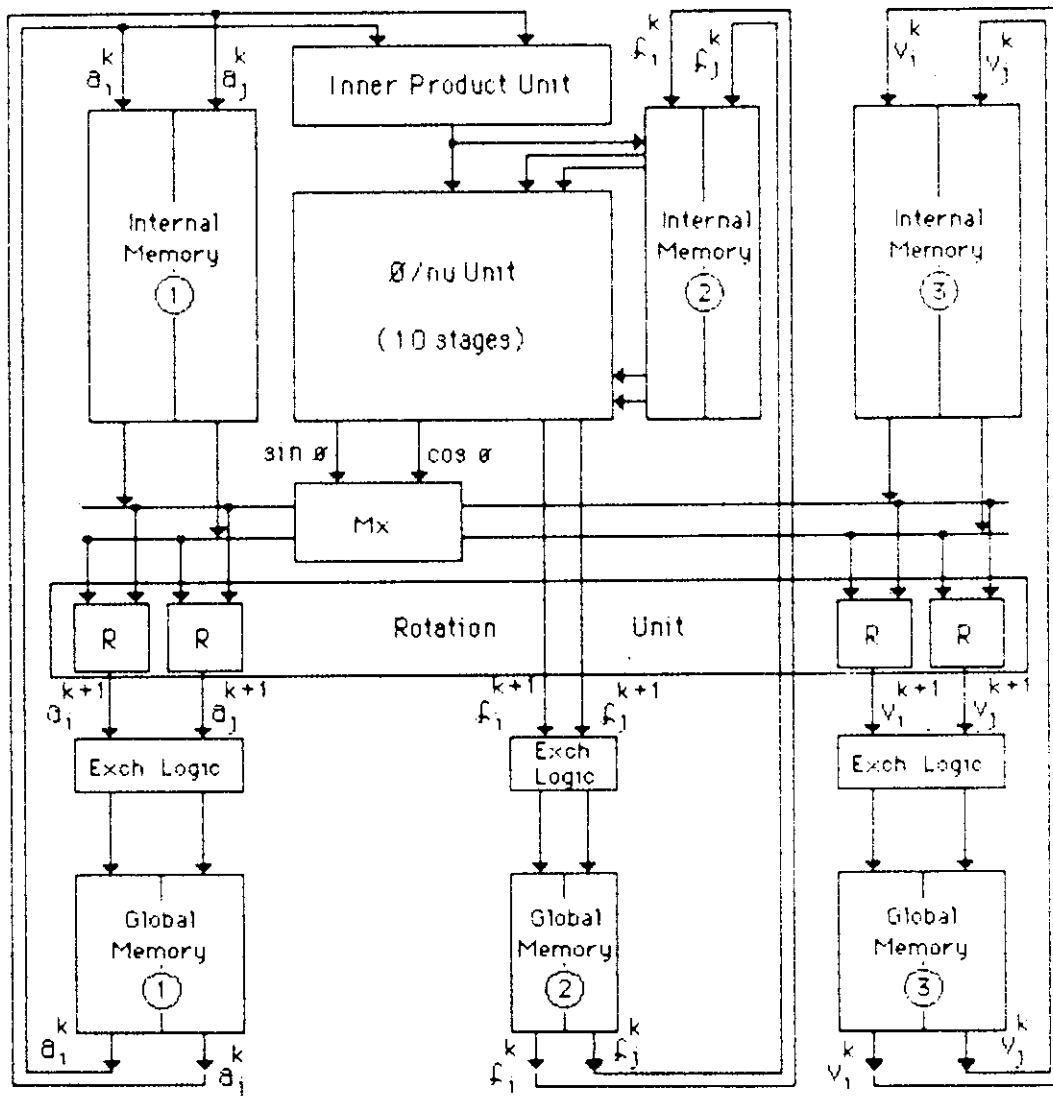 a_i^k
a_j^k
Inner Product Unit
f_i^k
f_j^k
v_i^k
v_j^k
Internal
Memory
1
Ø/nu Unit
(10 stages)
Internal
Memory
2
Internal
Memory
3
sin ø
cos ø
Mx
R
R
Rotation Unit
R
R
a_i^k+1
a_j^k+1
f_i^k+1
f_j^k+1
v_i^k+1
v_j^k+1
Exch Logic
Exch
Logic
Exch Logic
Global
Memory
1
Global
Memory
2
Global
Memory
3
a_i^k
a_j^k
f_i^k
f_j^k
v_i^k
v_j^k